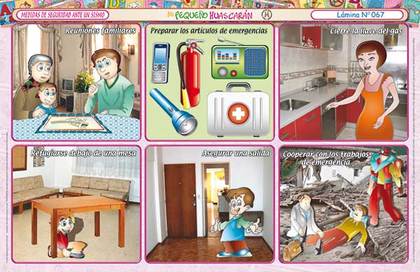 MEDIDAS DE SEGURIDAD ANTE UN SISMO
PEQUEÑO HUASCARÁN
14
Lámina N° 067
Reuniones familiares
Preparar los artículos de emergencias
Cierre la llave del gas
Refugiarse debajo de una mesa
Asegurar una salida
Cooperar con los trabajos
de emergencia